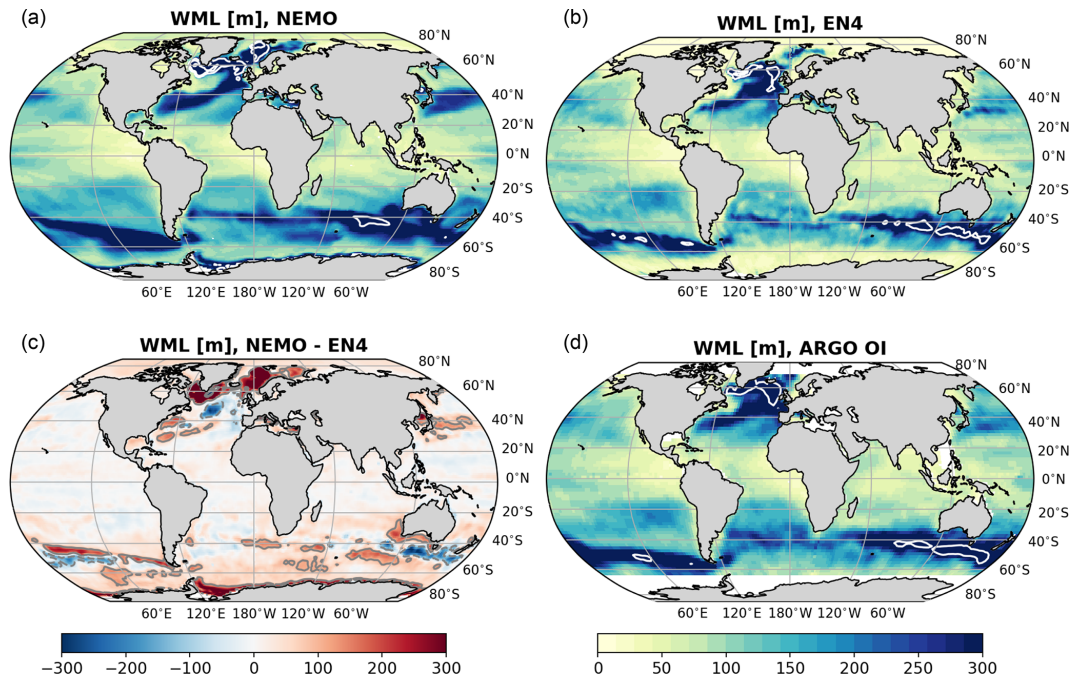 (a)
WML [m], NEMO
80°N
60°N
40°N
20°N
0°N
20°S
40°S
60°S
80°S
60°E 120°E 180°W 120°W 60°W
(b)
WML [m], EN4
80°N
60°N
40°N
20°N
0°N
20°S
40°S
60°S
80°S
60°E 120°E 180°W 120°W 60°W
(c)
WML [m], NEMO - EN4
80°N
60°N
40°N
20°N
0°N
20°S
40°S
60°S
80°S
60°E 120°E 180°W 120°W 60°W
−300 −200 −100 0 100 200 300
(d)
WML [m], ARGO OI
80°N
60°N
40°N
20°N
0°N
20°S
40°S
60°S
80°S
60°E 120°E 180°W 120°W 60°W
0 50 100 150 200 250 300